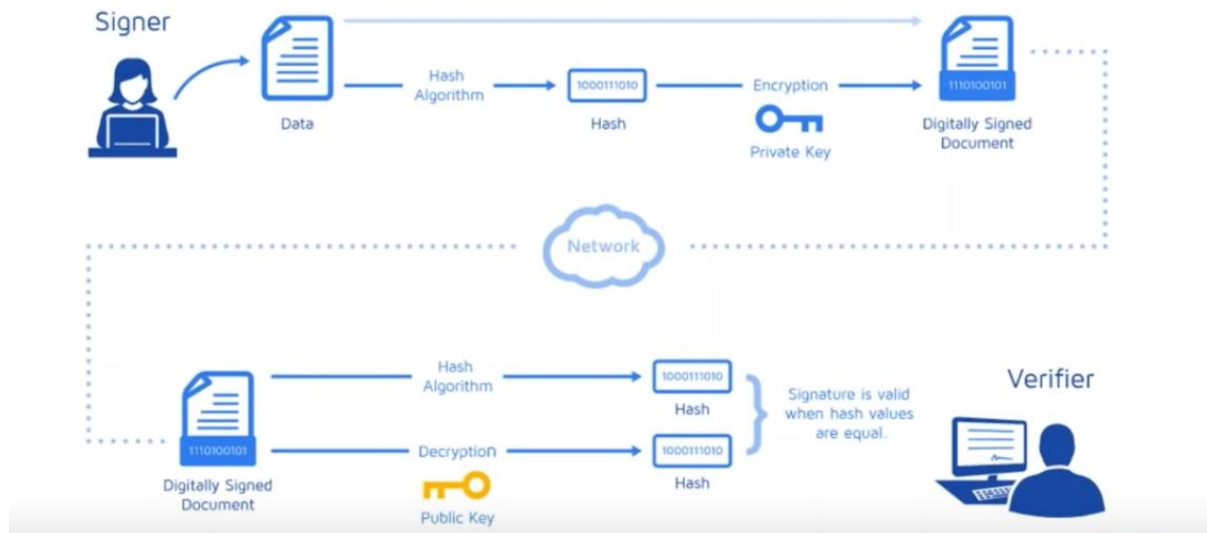 Signer
Hash
Algorithm
1000111010
Encryption
1110100101
Data
Hash
Private Key
Digitally Signed
Document
Network
Hash
Algorithm
1000111010
Hash
Signature is valid
when hash values
are equal.
Verifier
1110100101
Decryption
1000111010
Hash
Digitally Signed
Document
Public Key